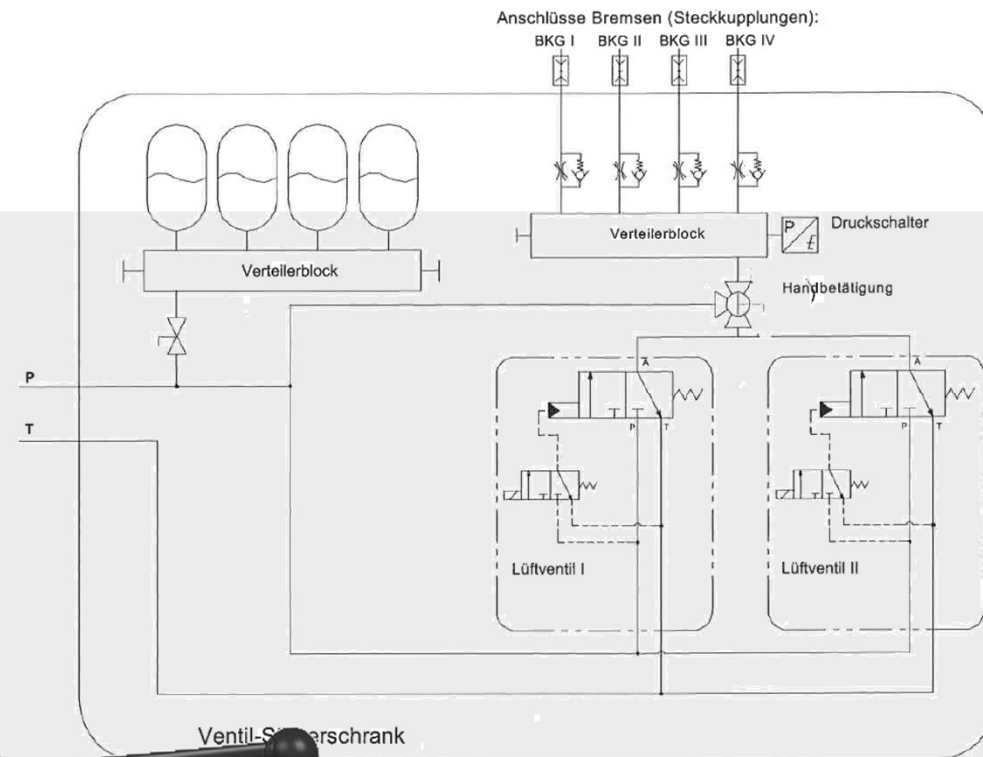 Anschlüsse Bremsen (Steckkupplungen):
BKG I BKG II BKG III BKG IV
Verteilerblock
P
Druckschalter
Verteilerblock
Handbetätigung
P
T
A
P T
A
P T
Lüftventil I
Lüftventil II